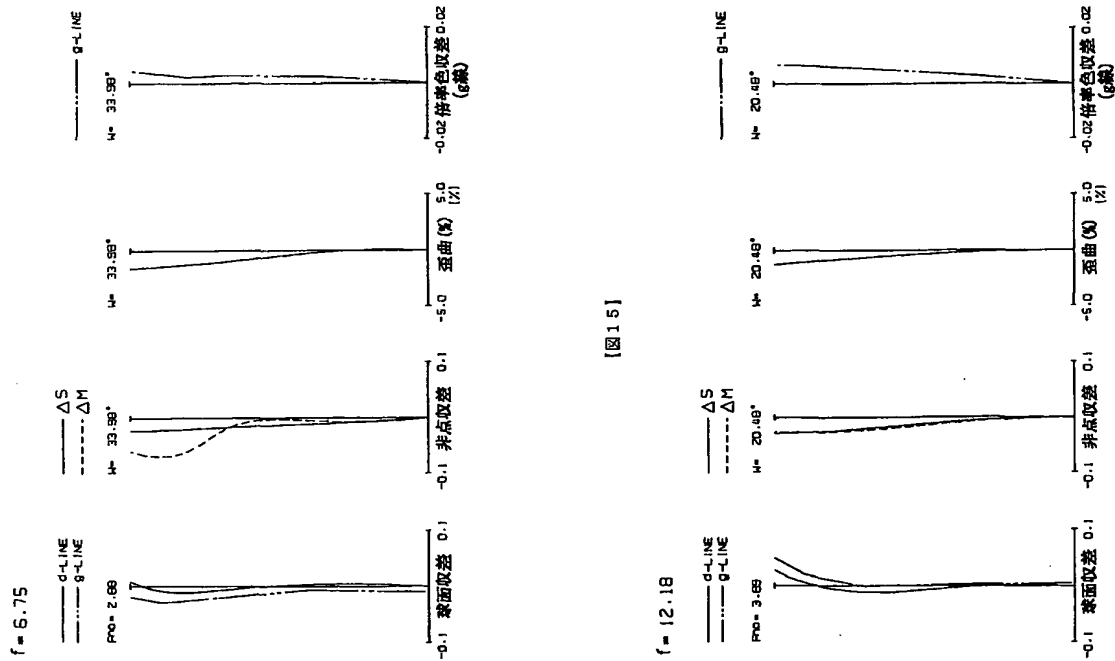 f= 6.75
d-LINE
g-LINE
FNO= 2.88
-0.1 球面収差 0.1
ΔS
ΔM
W= 33.98°
-0.1 非点収差 0.1
W= 33.98°
-5.0 歪曲(%) 5.0
(%)
g-LINE
W= 33.98°
-0.02 倍率色収差 0.02
(g線)
【図15】
f= 12.18
d-LINE
g-LINE
FNO= 3.69
-0.1 球面収差 0.1
ΔS
ΔM
W= 20.48°
-0.1 非点収差 0.1
W= 20.48°
-5.0 歪曲(%) 5.0
(%)
g-LINE
W= 20.48°
-0.02 倍率色収差 0.02
(g線)